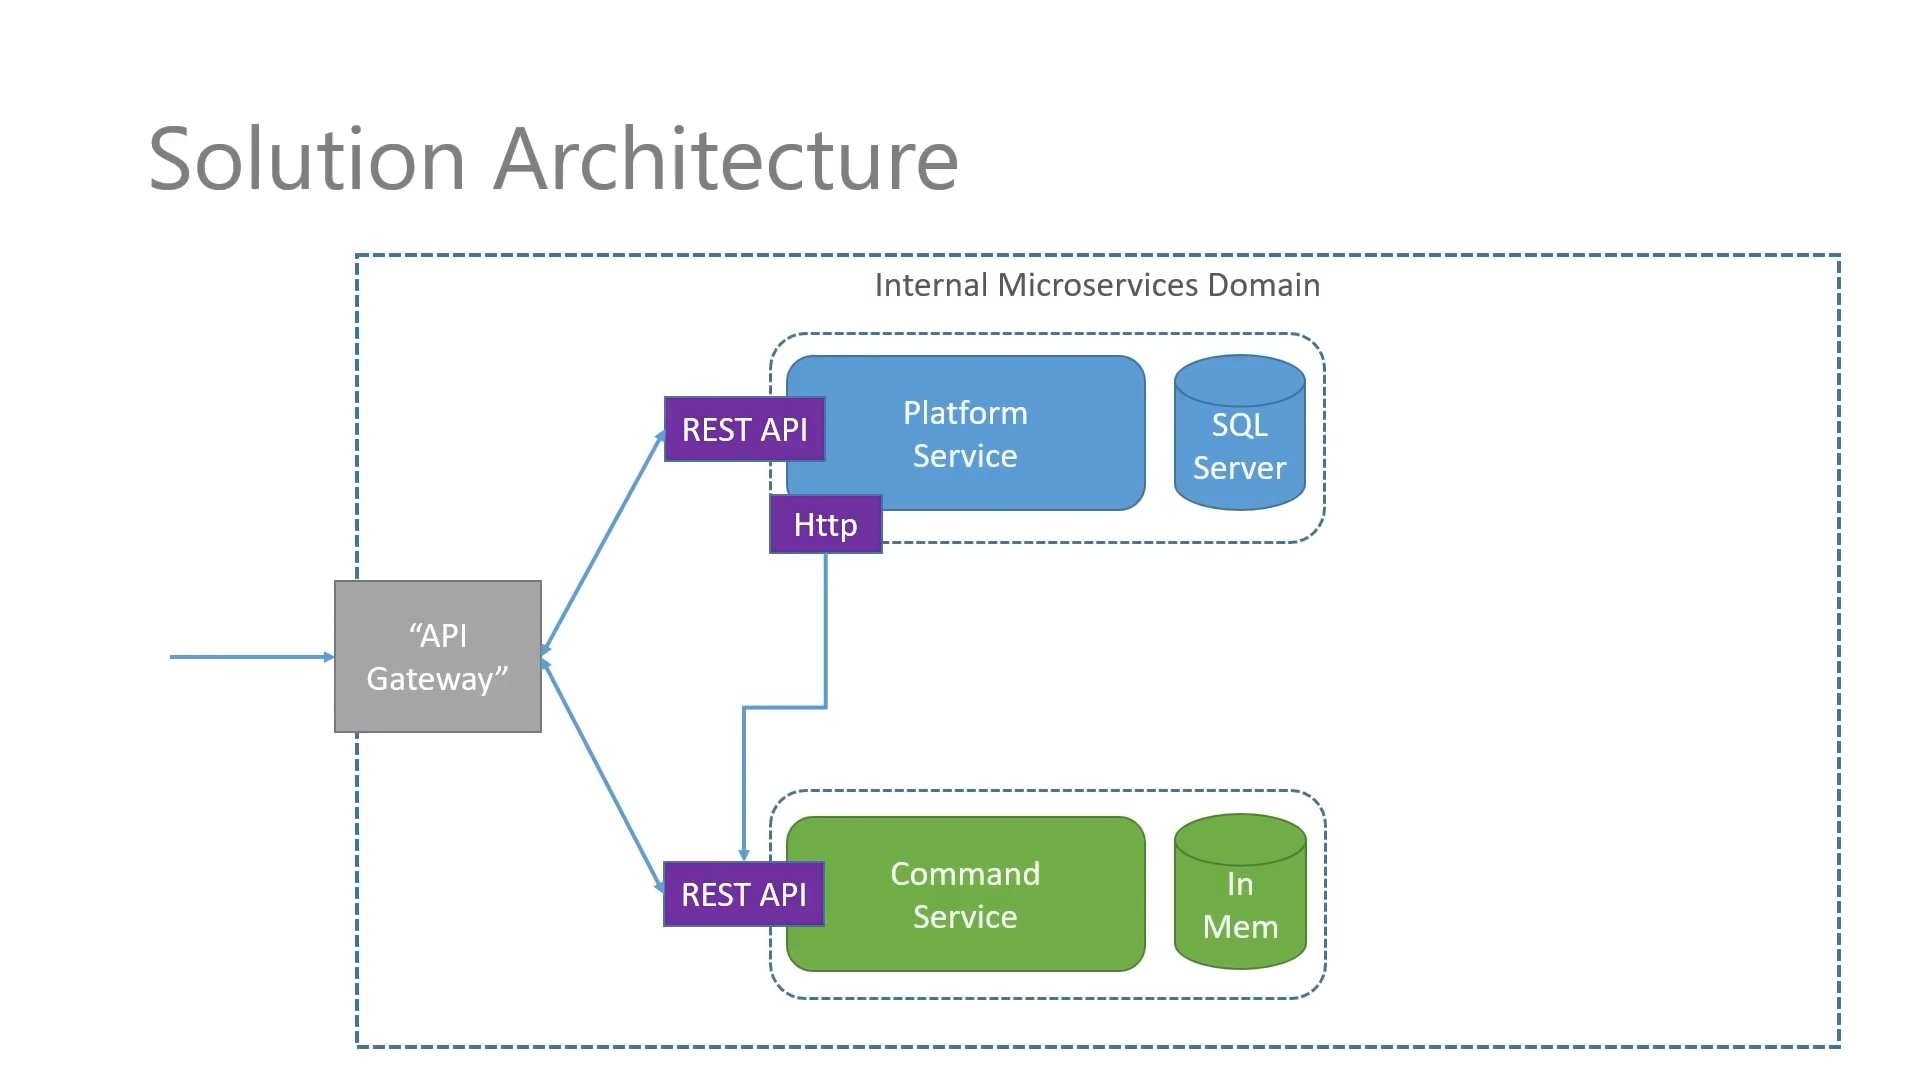 Solution Architecture
Internal Microservices Domain
REST API
Platform
Service
SQL
Server
Http
“API
Gateway”
REST API
Command
Service
In
Mem